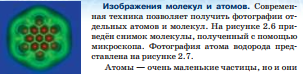 Изображения молекул и атомов. Современ-
ная техника позволяет получить фотографии от-
дельных атомов и молекул. На рисунке 2.6 при-
ведён снимок молекулы, полученный с помощью
микроскопа. Фотография атома водорода пред-
ставлена на рисунке 2.7.
Атомы — очень маленькие частицы, но и они